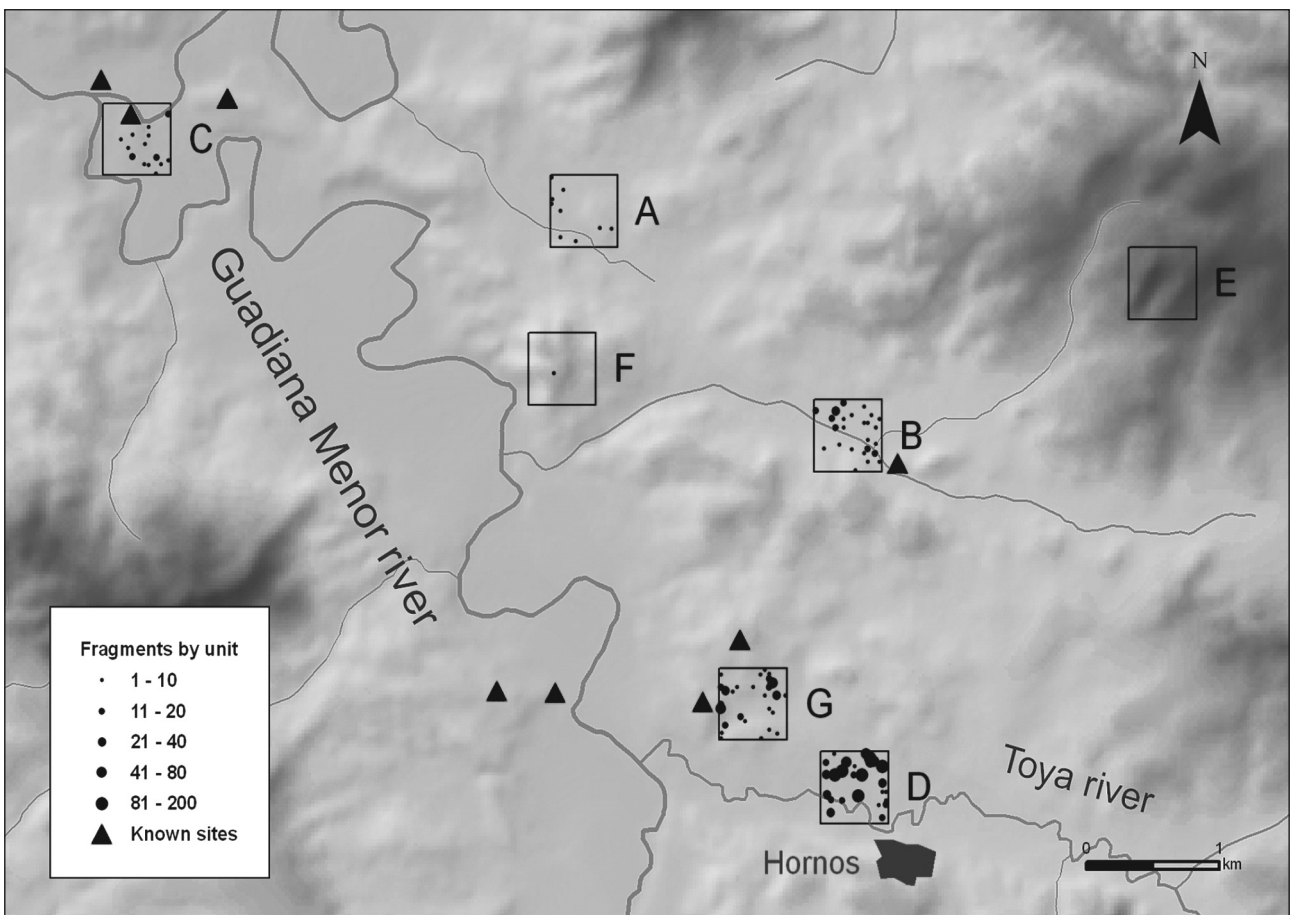 N
C
A
E
Guadiana Menor river
F
B
Fragments by unit
1 - 10
11 - 20
21 - 40
41 - 80
81 - 200
Known sites
G
D
Toya river
Hornos
0 1
km